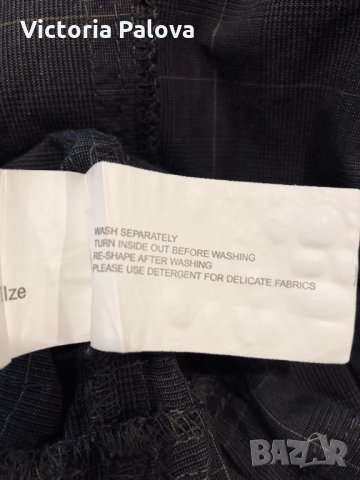 Victoria Palova
WASH SEPARATELY
TURN INSIDE OUT BEFORE WASHING
RE-SHAPE AFTER WASHING
PLEASE USE DETERGENT FOR DELICATE FABRICS
BAZAR